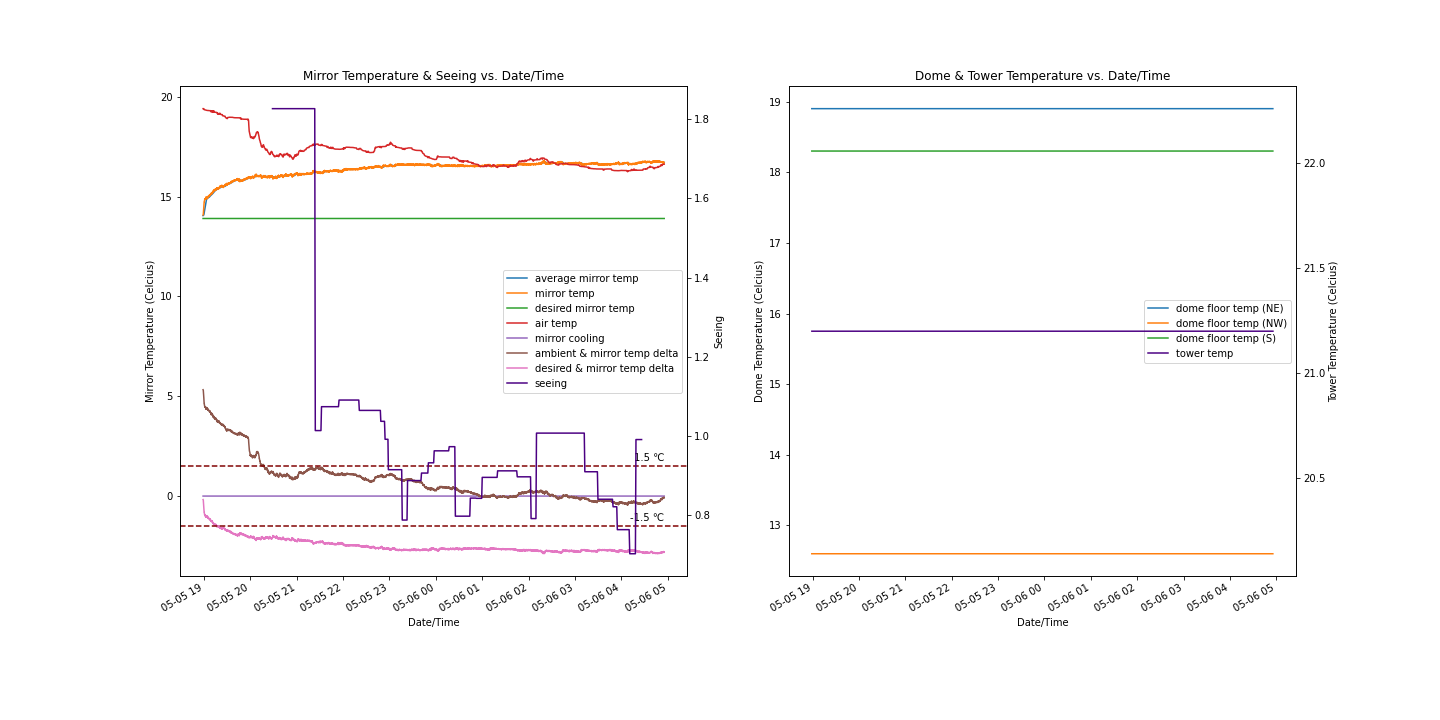 Mirror Temperature & Seeing vs. Date/Time
Mirror Temperature (Celcius)
20
15
10
5
0
1.8
1.6
1.4
1.2
1.0
0.8
Seeing
average mirror temp
mirror temp
desired mirror temp
air temp
mirror cooling
ambient & mirror temp delta
desired & mirror temp delta
seeing
1.5 ℃
-1.5 ℃
05-05 19
05-05 20
05-05 21
05-05 22
05-05 23
05-06 00
05-06 01
05-06 02
05-06 03
05-06 04
05-06 05
Date/Time
Dome & Tower Temperature vs. Date/Time
Dome Temperature (Celcius)
19
18
17
16
15
14
13
22.0
21.5
21.0
20.5
Tower Temperature (Celcius)
dome floor temp (NE)
dome floor temp (NW)
dome floor temp (S)
tower temp
05-05 19
05-05 20
05-05 21
05-05 22
05-05 23
05-06 00
05-06 01
05-06 02
05-06 03
05-06 04
05-06 05
Date/Time